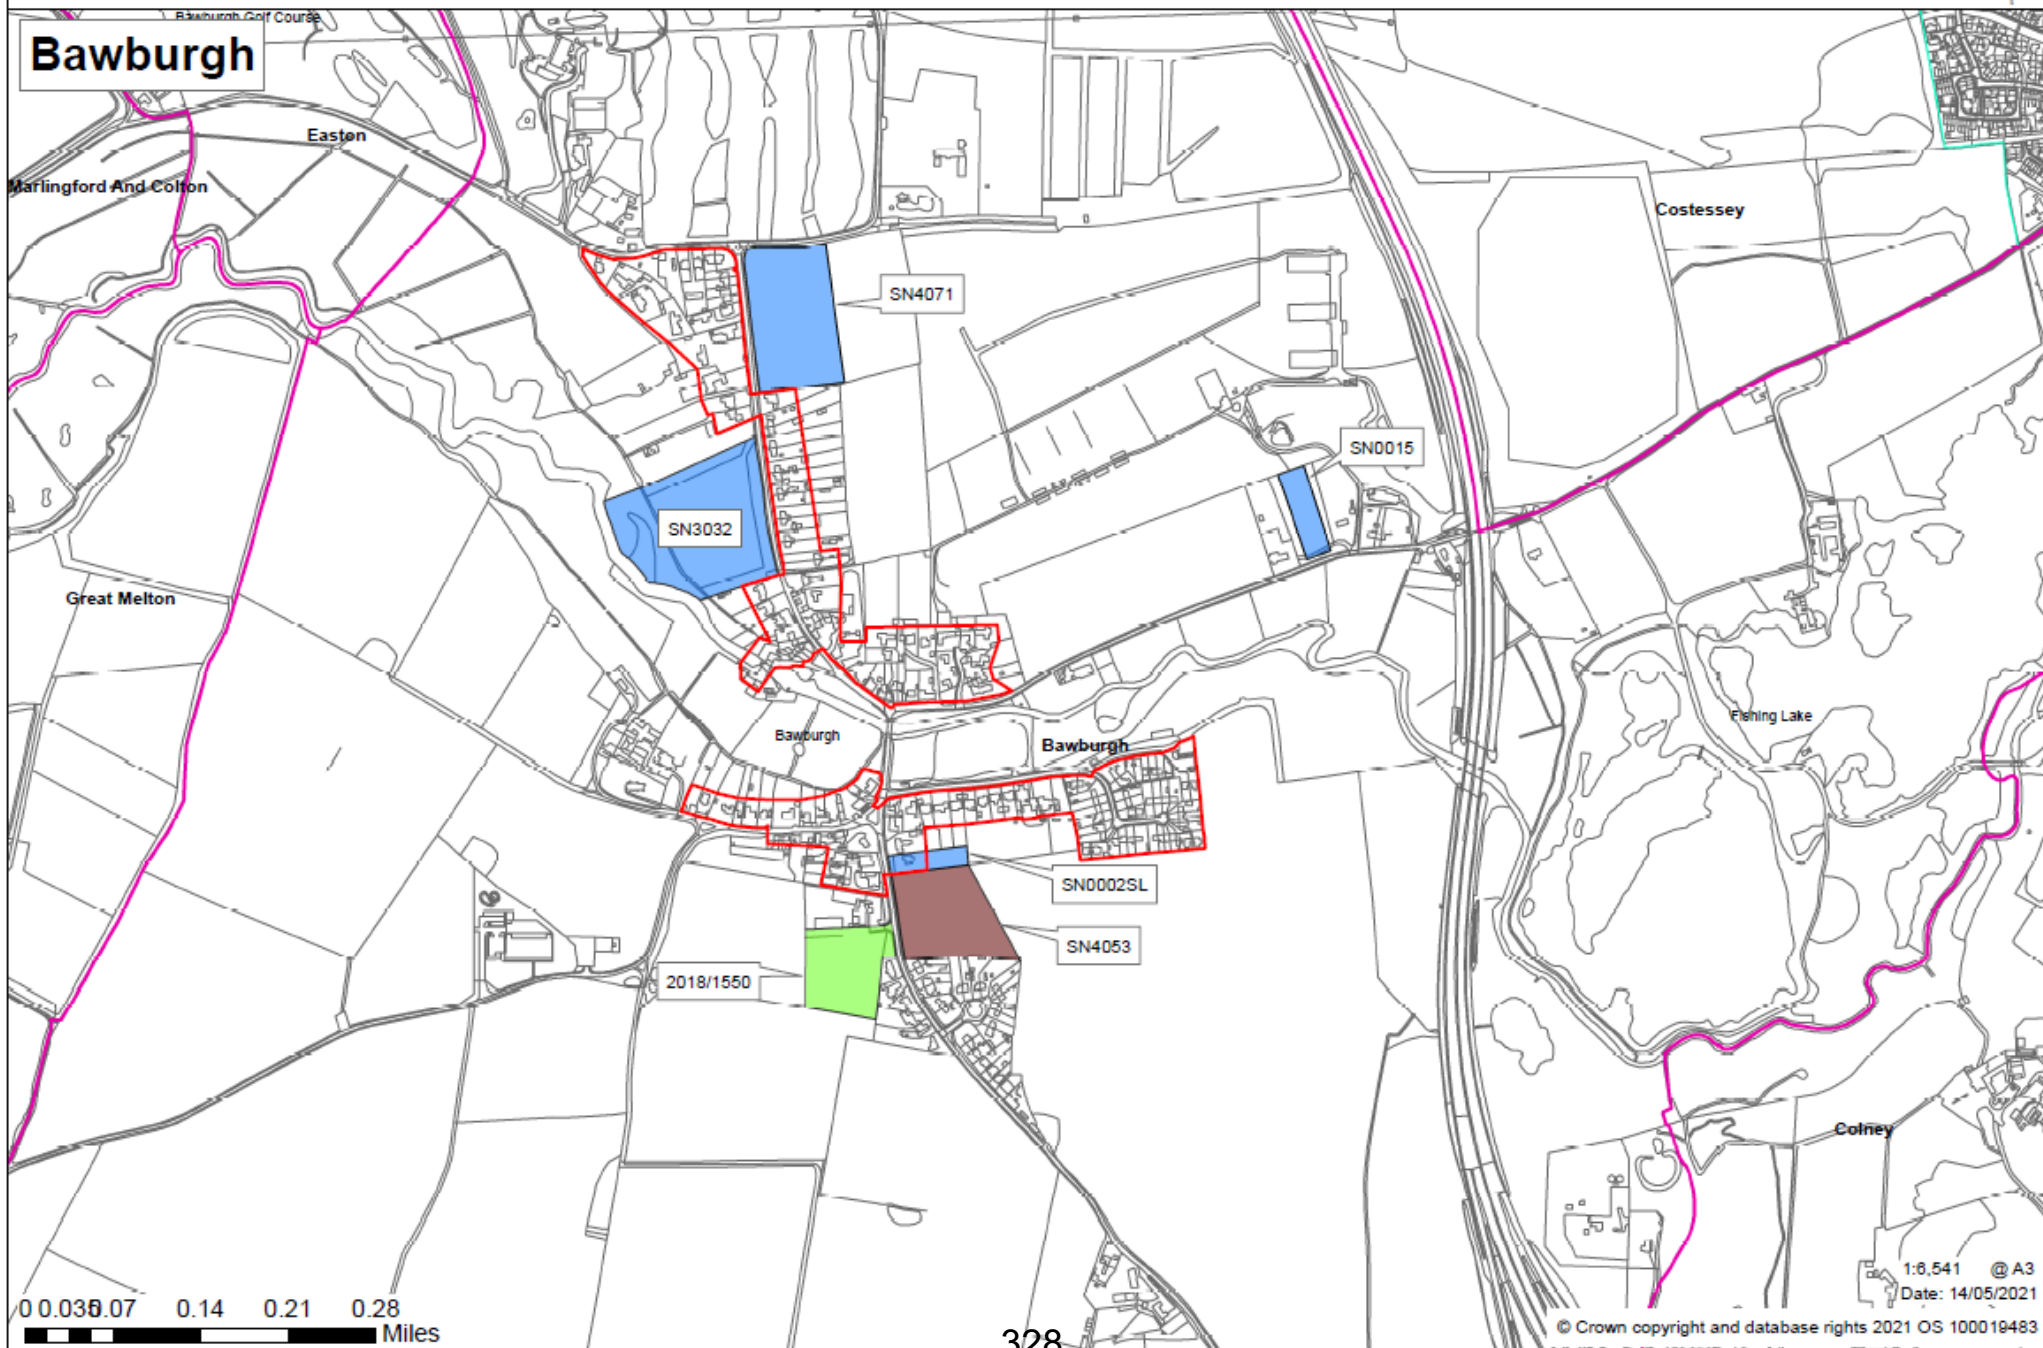 Bawburgh Golf Course
Bawburgh
Easton
Marlingford And Colton
Costessey
SN4071
SN0015
SN3032
Great Melton
Fishing Lake
Bawburgh
Bawburgh
SN0002SL
SN4053
2018/1550
Colney
1:6,541 @ A3
Date: 14/05/2021
0 0.035 0.07 0.14 0.21 0.28
Miles
328
© Crown copyright and database rights 2021 OS 100019483